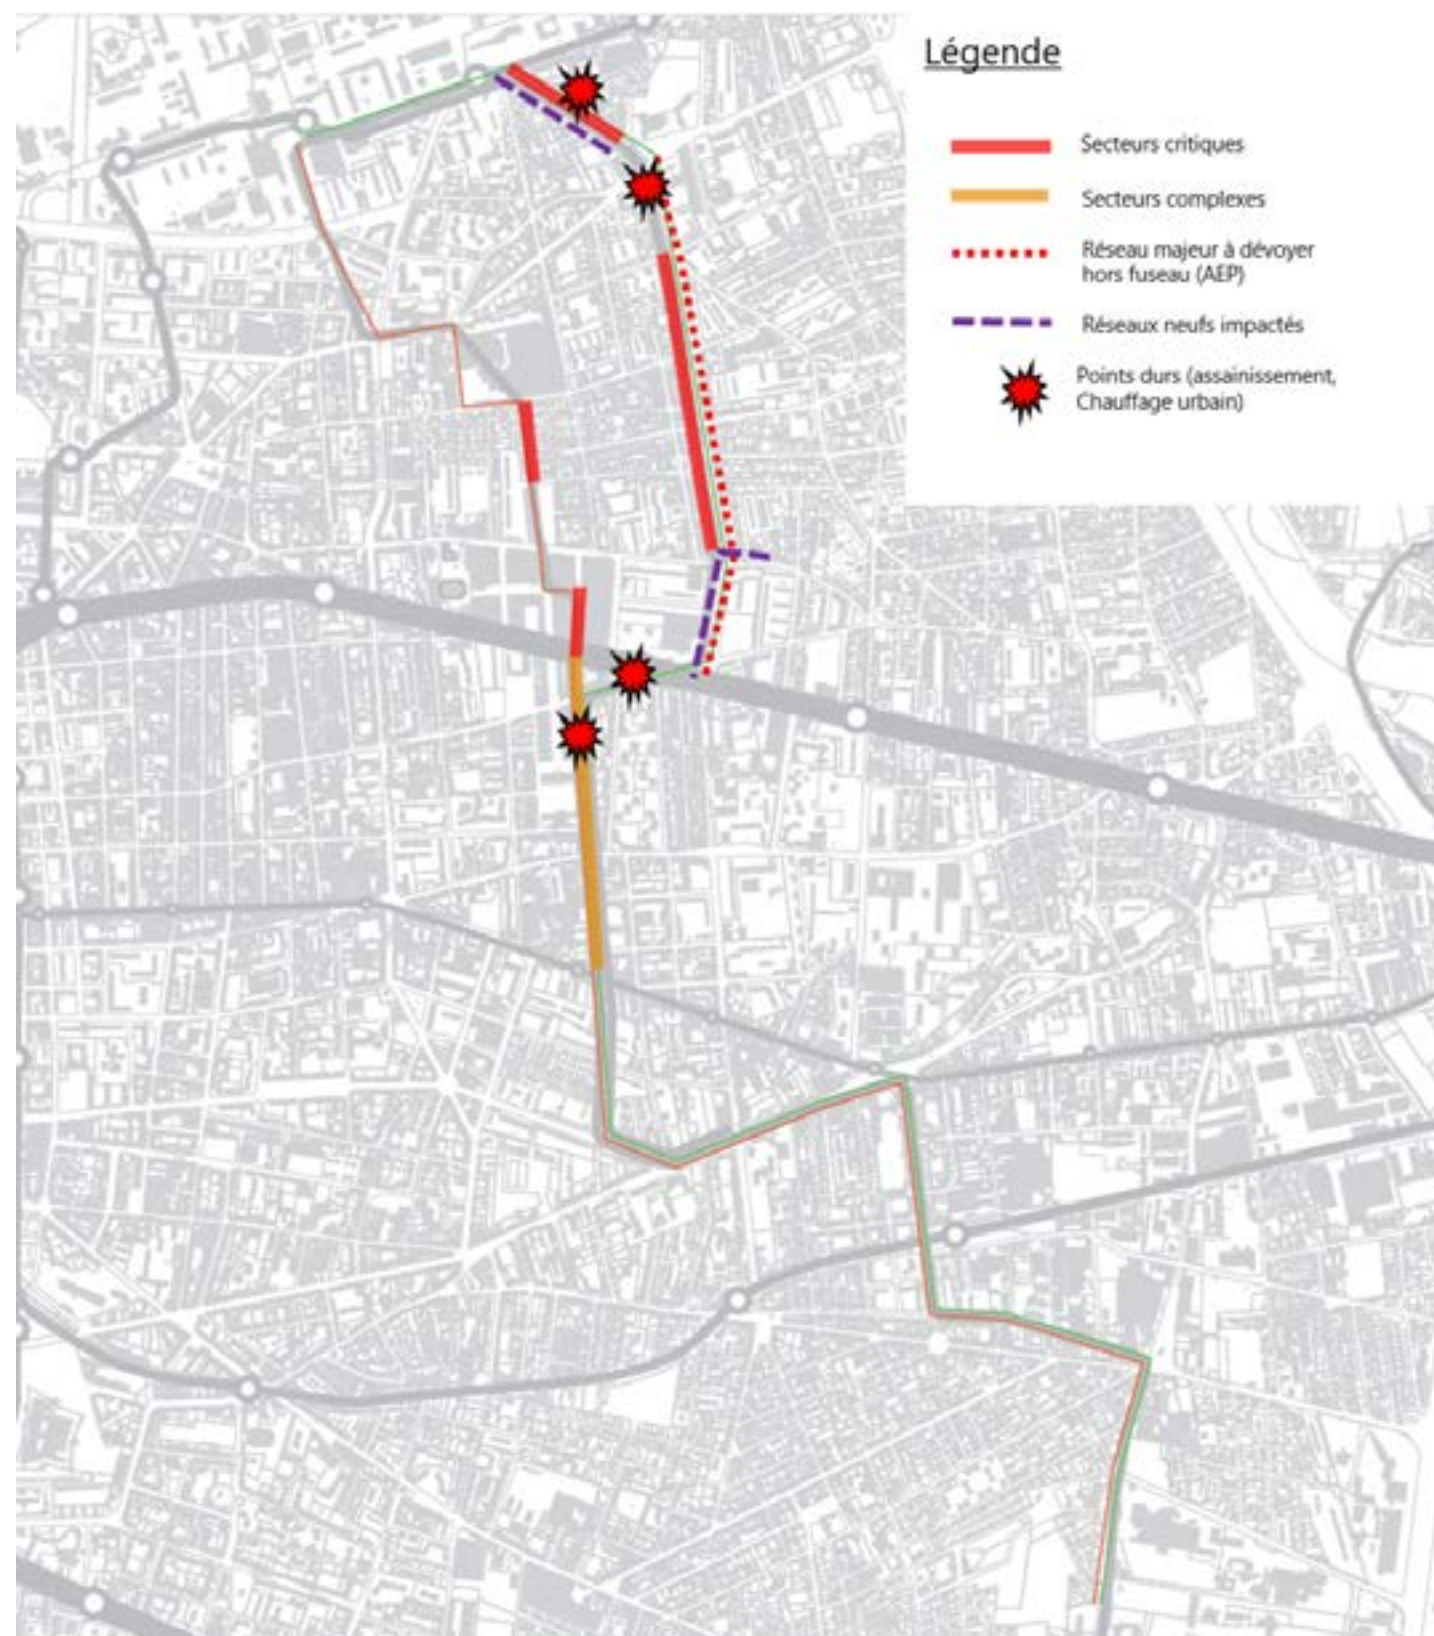 Légende
Secteurs critiques
Secteurs complexes
Réseau majeur à dévoyer
hors fuseau (AEP)
Réseaux neufs impactés
Points durs (assainissement,
Chauffage urbain)